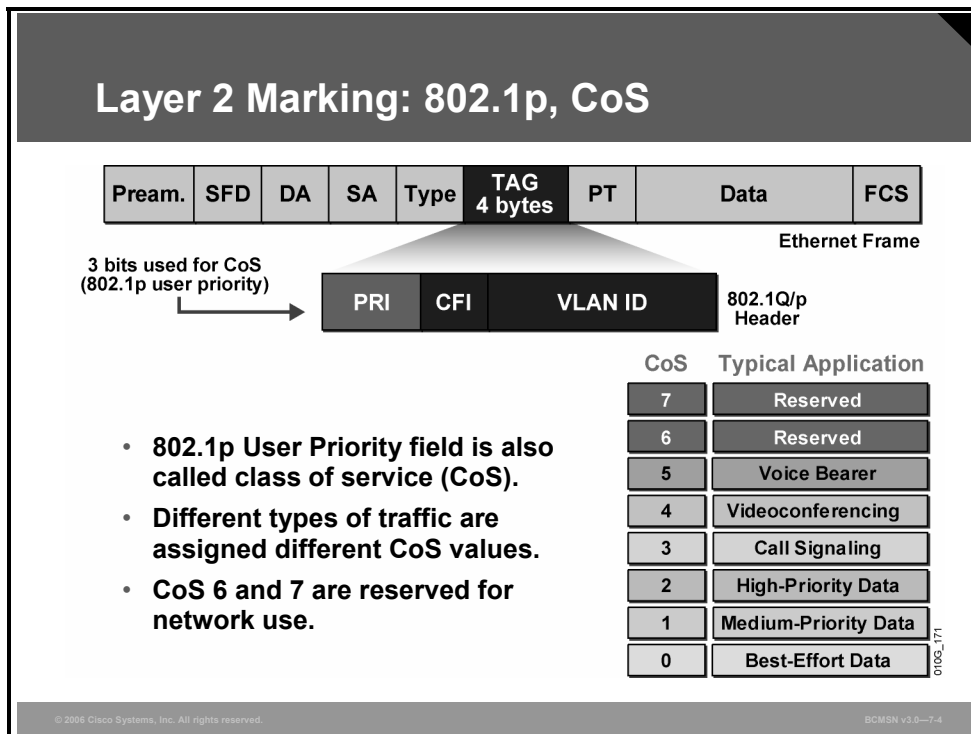 Layer 2 Marking: 802.1p, CoS
Pream. SFD DA SA Type TAG 4 bytes PT Data FCS
Ethernet Frame
3 bits used for CoS
(802.1p user priority)
PRI CFI VLAN ID
802.1Q/p
Header
CoS Typical Application
7 Reserved
6 Reserved
5 Voice Bearer
4 Videoconferencing
3 Call Signaling
2 High-Priority Data
1 Medium-Priority Data
0 Best-Effort Data
010G_171
• 802.1p User Priority field is also
called class of service (CoS).
• Different types of traffic are
assigned different CoS values.
• CoS 6 and 7 are reserved for
network use.
© 2006 Cisco Systems, Inc. All rights reserved.
BCMSN v3.0—7-4